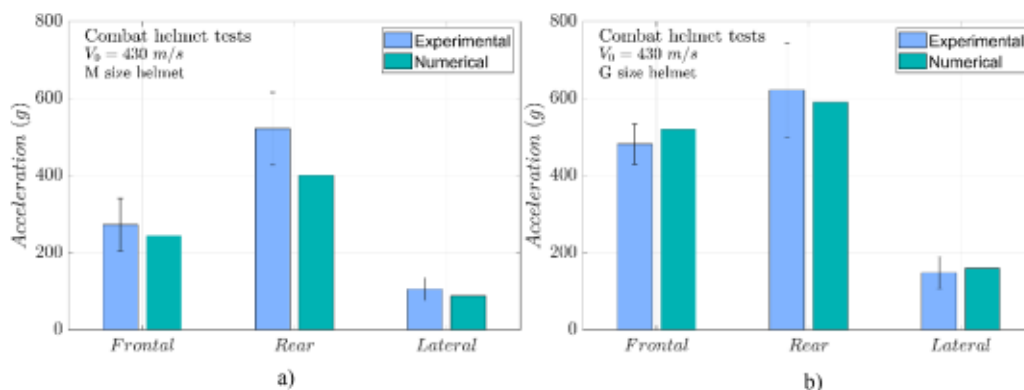 800
600
400
200
0
Acceleration (g)
Combat helmet tests
V₀ = 430 m/s
M size helmet
Experimental
Numerical
Frontal Rear Lateral
a)
800
600
400
200
0
Acceleration (g)
Combat helmet tests
V₀ = 430 m/s
G size helmet
Experimental
Numerical
Frontal Rear Lateral
b)